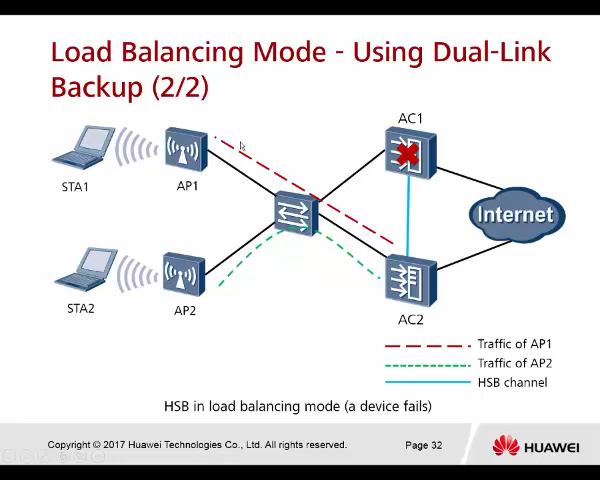 Load Balancing Mode - Using Dual-Link
Backup (2/2)
AC1
STA1
AP1
Internet
STA2
AP2
AC2
Traffic of AP1
Traffic of AP2
HSB channel
HSB in load balancing mode (a device fails)
Copyright © 2017 Huawei Technologies Co., Ltd. All rights reserved.
Page 32
HUAWEI